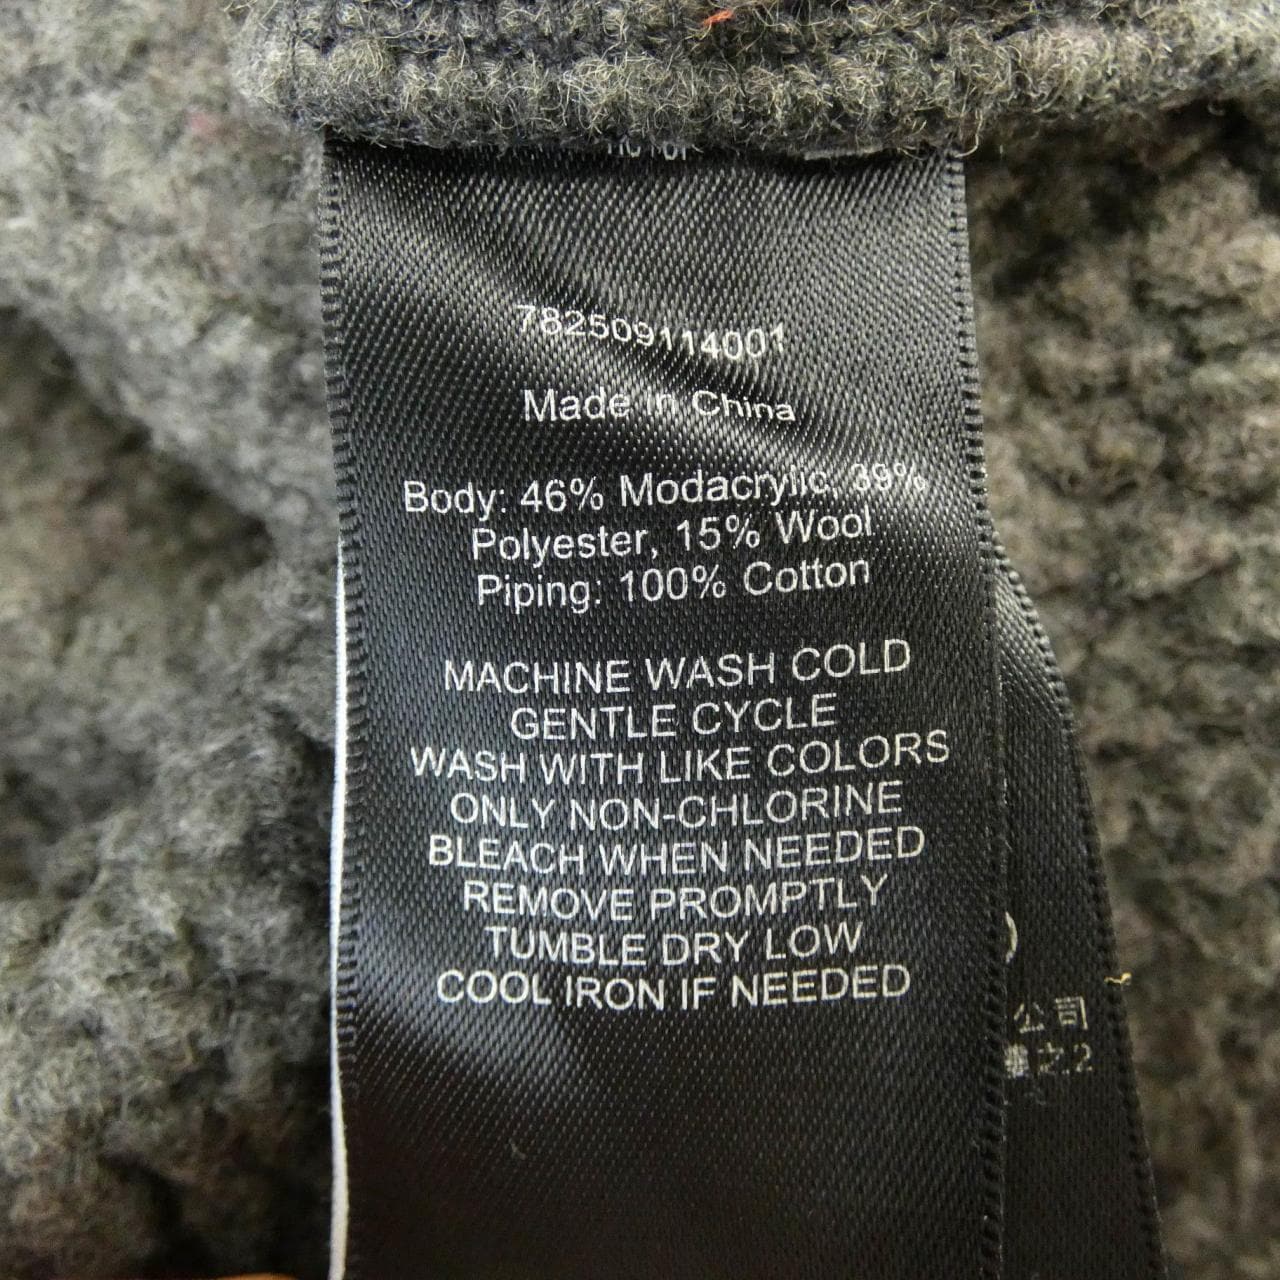 782509114001
Made in China
Body: 46% Modacrylic, 39%
Polyester, 15% Wool
Piping: 100% Cotton
MACHINE WASH COLD
GENTLE CYCLE
WASH WITH LIKE COLORS
ONLY NON-CHLORINE
BLEACH WHEN NEEDED
REMOVE PROMPTLY
TUMBLE DRY LOW
COOL IRON IF NEEDED
)
公司
之2